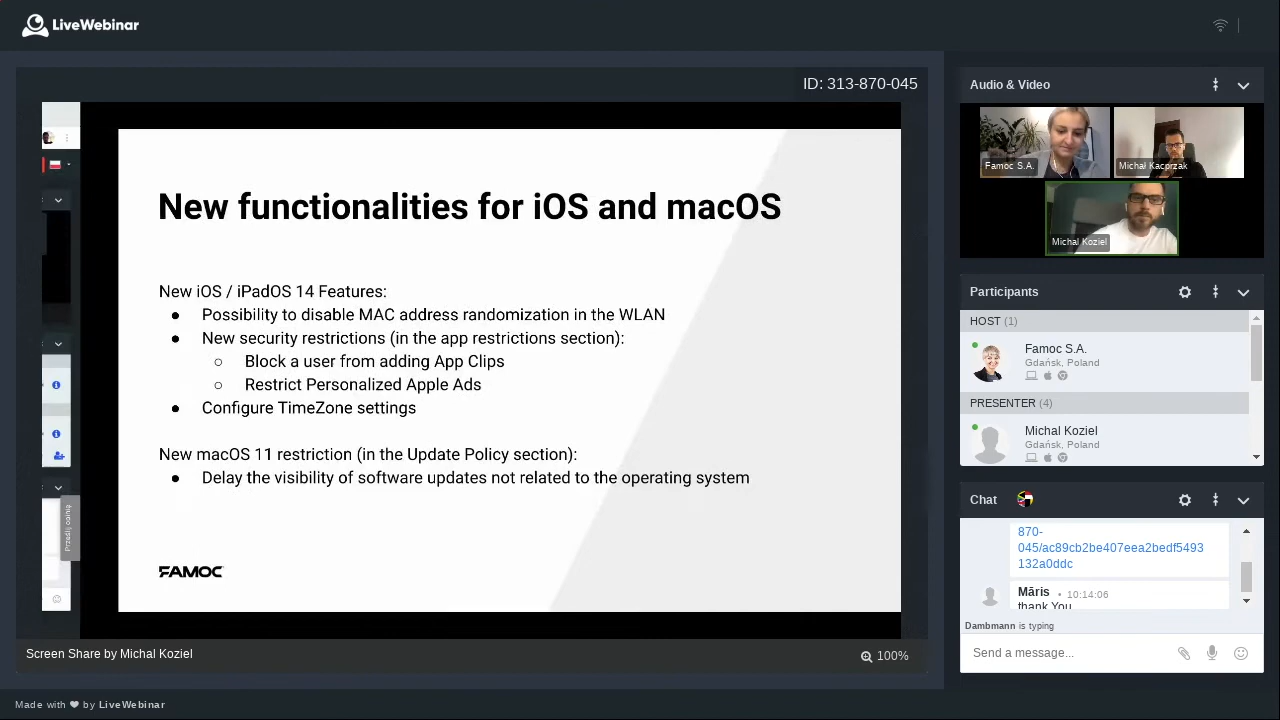 LiveWebinar
ID: 313-870-045
New functionalities for iOS and macOS
New iOS / iPadOS 14 Features:
● Possibility to disable MAC address randomization in the WLAN
● New security restrictions (in the app restrictions section):
○ Block a user from adding App Clips
○ Restrict Personalized Apple Ads
● Configure TimeZone settings
New macOS 11 restriction (in the Update Policy section):
● Delay the visibility of software updates not related to the operating system
FAMOC
Prześlij opinię
Screen Share by Michal Koziel
100%
Audio & Video
Famoc S.A.
Michał Kacprzak
Michal Koziel
Participants
HOST (1)
Famoc S.A.
Gdańsk, Poland
PRESENTER (4)
Michal Koziel
Gdańsk, Poland
Chat
870-
045/ac89cb2be407eea2bedf5493
132a0ddc
Māris • 10:14:06
thank You
Dambmann is typing
Send a message...
Made with ❤ by LiveWebinar